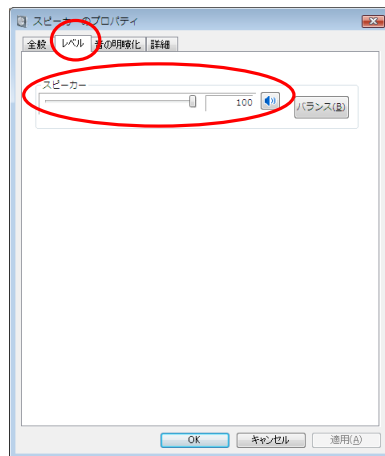 スピーカーのプロパティ
全般 レベル 音の明瞭化 詳細
スピーカー
100 バランス(B)
OK キャンセル 適用(A)